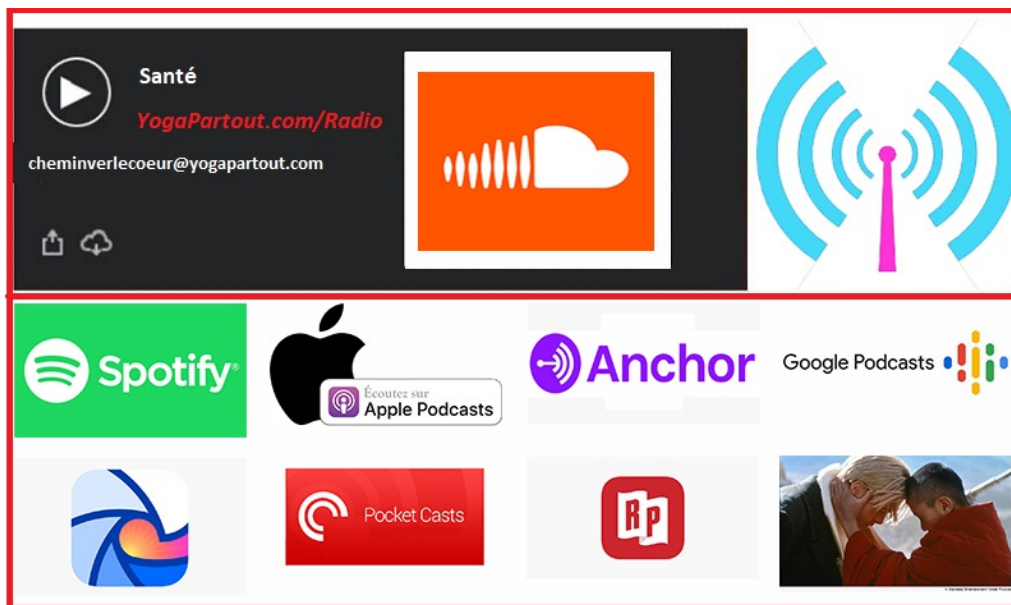 Santé
YogaPartout.com/Radio
cheminverlecoeur@yogapartout.com
Spotify®
Écoutez sur
Apple Podcasts
Anchor
Google Podcasts
Pocket Casts
RP